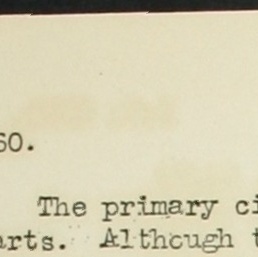 60.
The primary ci
arts. Although t